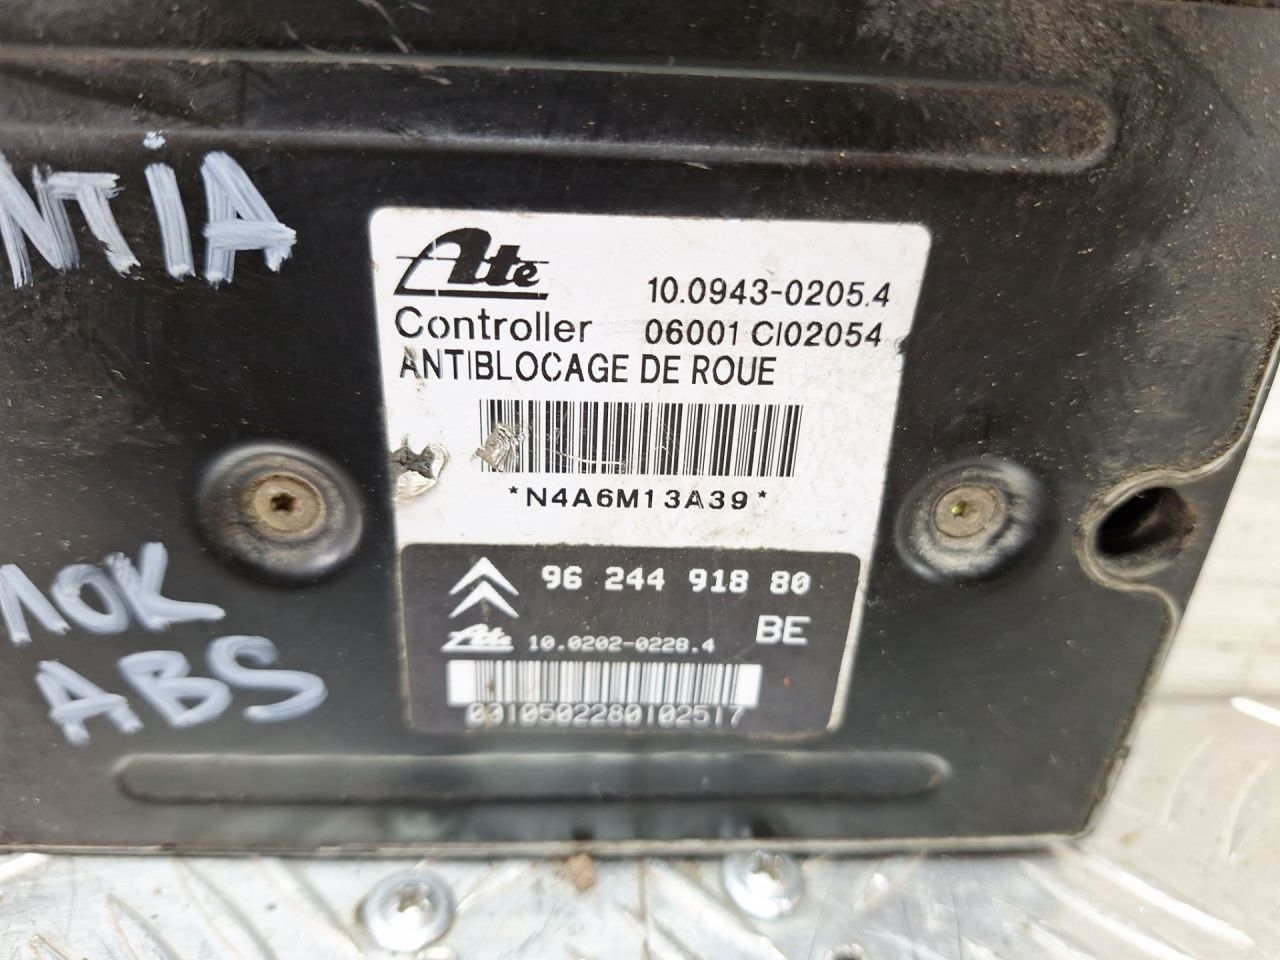 NTiA
Ate
10.0943-0205.4
Controller
06001 CI02054
ANTIBLOCAGE DE ROUE
*N4A6M13A39*
96 244 918 80
BE
Ate
10.0202-0228.4
0310502280102517
ЛОК
ABS